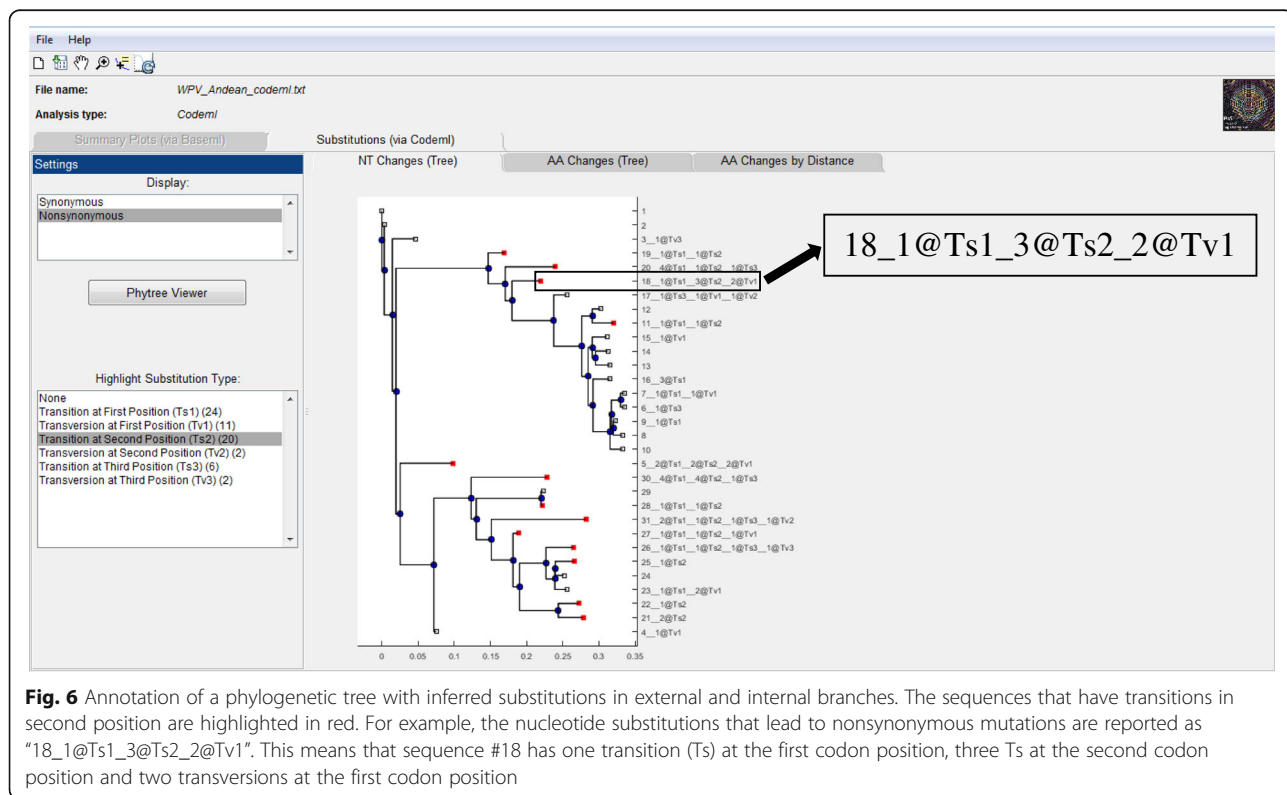 File Help
File name: WPV_Andean_codeml.txt
Analysis type: Codeml
Summary Plots (via Baseml) Substitutions (via Codeml)
Settings
Display:
Synonymous
Nonsynonymous
Phytree Viewer
Highlight Substitution Type:
None
Transition at First Position (Ts1) (24)
Transversion at First Position (Tv1) (11)
Transition at Second Position (Ts2) (20)
Transversion at Second Position (Tv2) (2)
Transition at Third Position (Ts3) (6)
Transversion at Third Position (Tv3) (2)
NT Changes (Tree) AA Changes (Tree) AA Changes by Distance
1
2
3__1@Tv3
19__1@Ts1__1@Ts2
20__4@Ts1__1@Ts2__1@Ts3
18__1@Ts1__3@Ts2__2@Tv1
17__1@Ts3__1@Tv1__1@Tv2
12
11__1@Ts1__1@Ts2
15__1@Tv1
14
13
16__3@Ts1
7__1@Ts1__1@Tv1
6__1@Ts3
9__1@Ts1
8
10
5__2@Ts1__2@Ts2__2@Tv1
30__4@Ts1__4@Ts2__1@Ts3
29
28__1@Ts1__1@Ts2
31__2@Ts1__1@Ts2__1@Ts3__1@Tv2
27__1@Ts1__1@Ts2__1@Tv1
26__1@Ts1__1@Ts2__1@Ts3__1@Tv3
25__1@Ts2
24
23__1@Ts1__2@Tv1
22__1@Ts2
21__2@Ts2
4__1@Tv1
0 0.05 0.1 0.15 0.2 0.25 0.3 0.35
18_1@Ts1_3@Ts2_2@Tv1
Fig. 6 Annotation of a phylogenetic tree with inferred substitutions in external and internal branches. The sequences that have transitions in
second position are highlighted in red. For example, the nucleotide substitutions that lead to nonsynonymous mutations are reported as
"18_1@Ts1_3@Ts2_2@Tv1". This means that sequence #18 has one transition (Ts) at the first codon position, three Ts at the second codon
position and two transversions at the first codon position